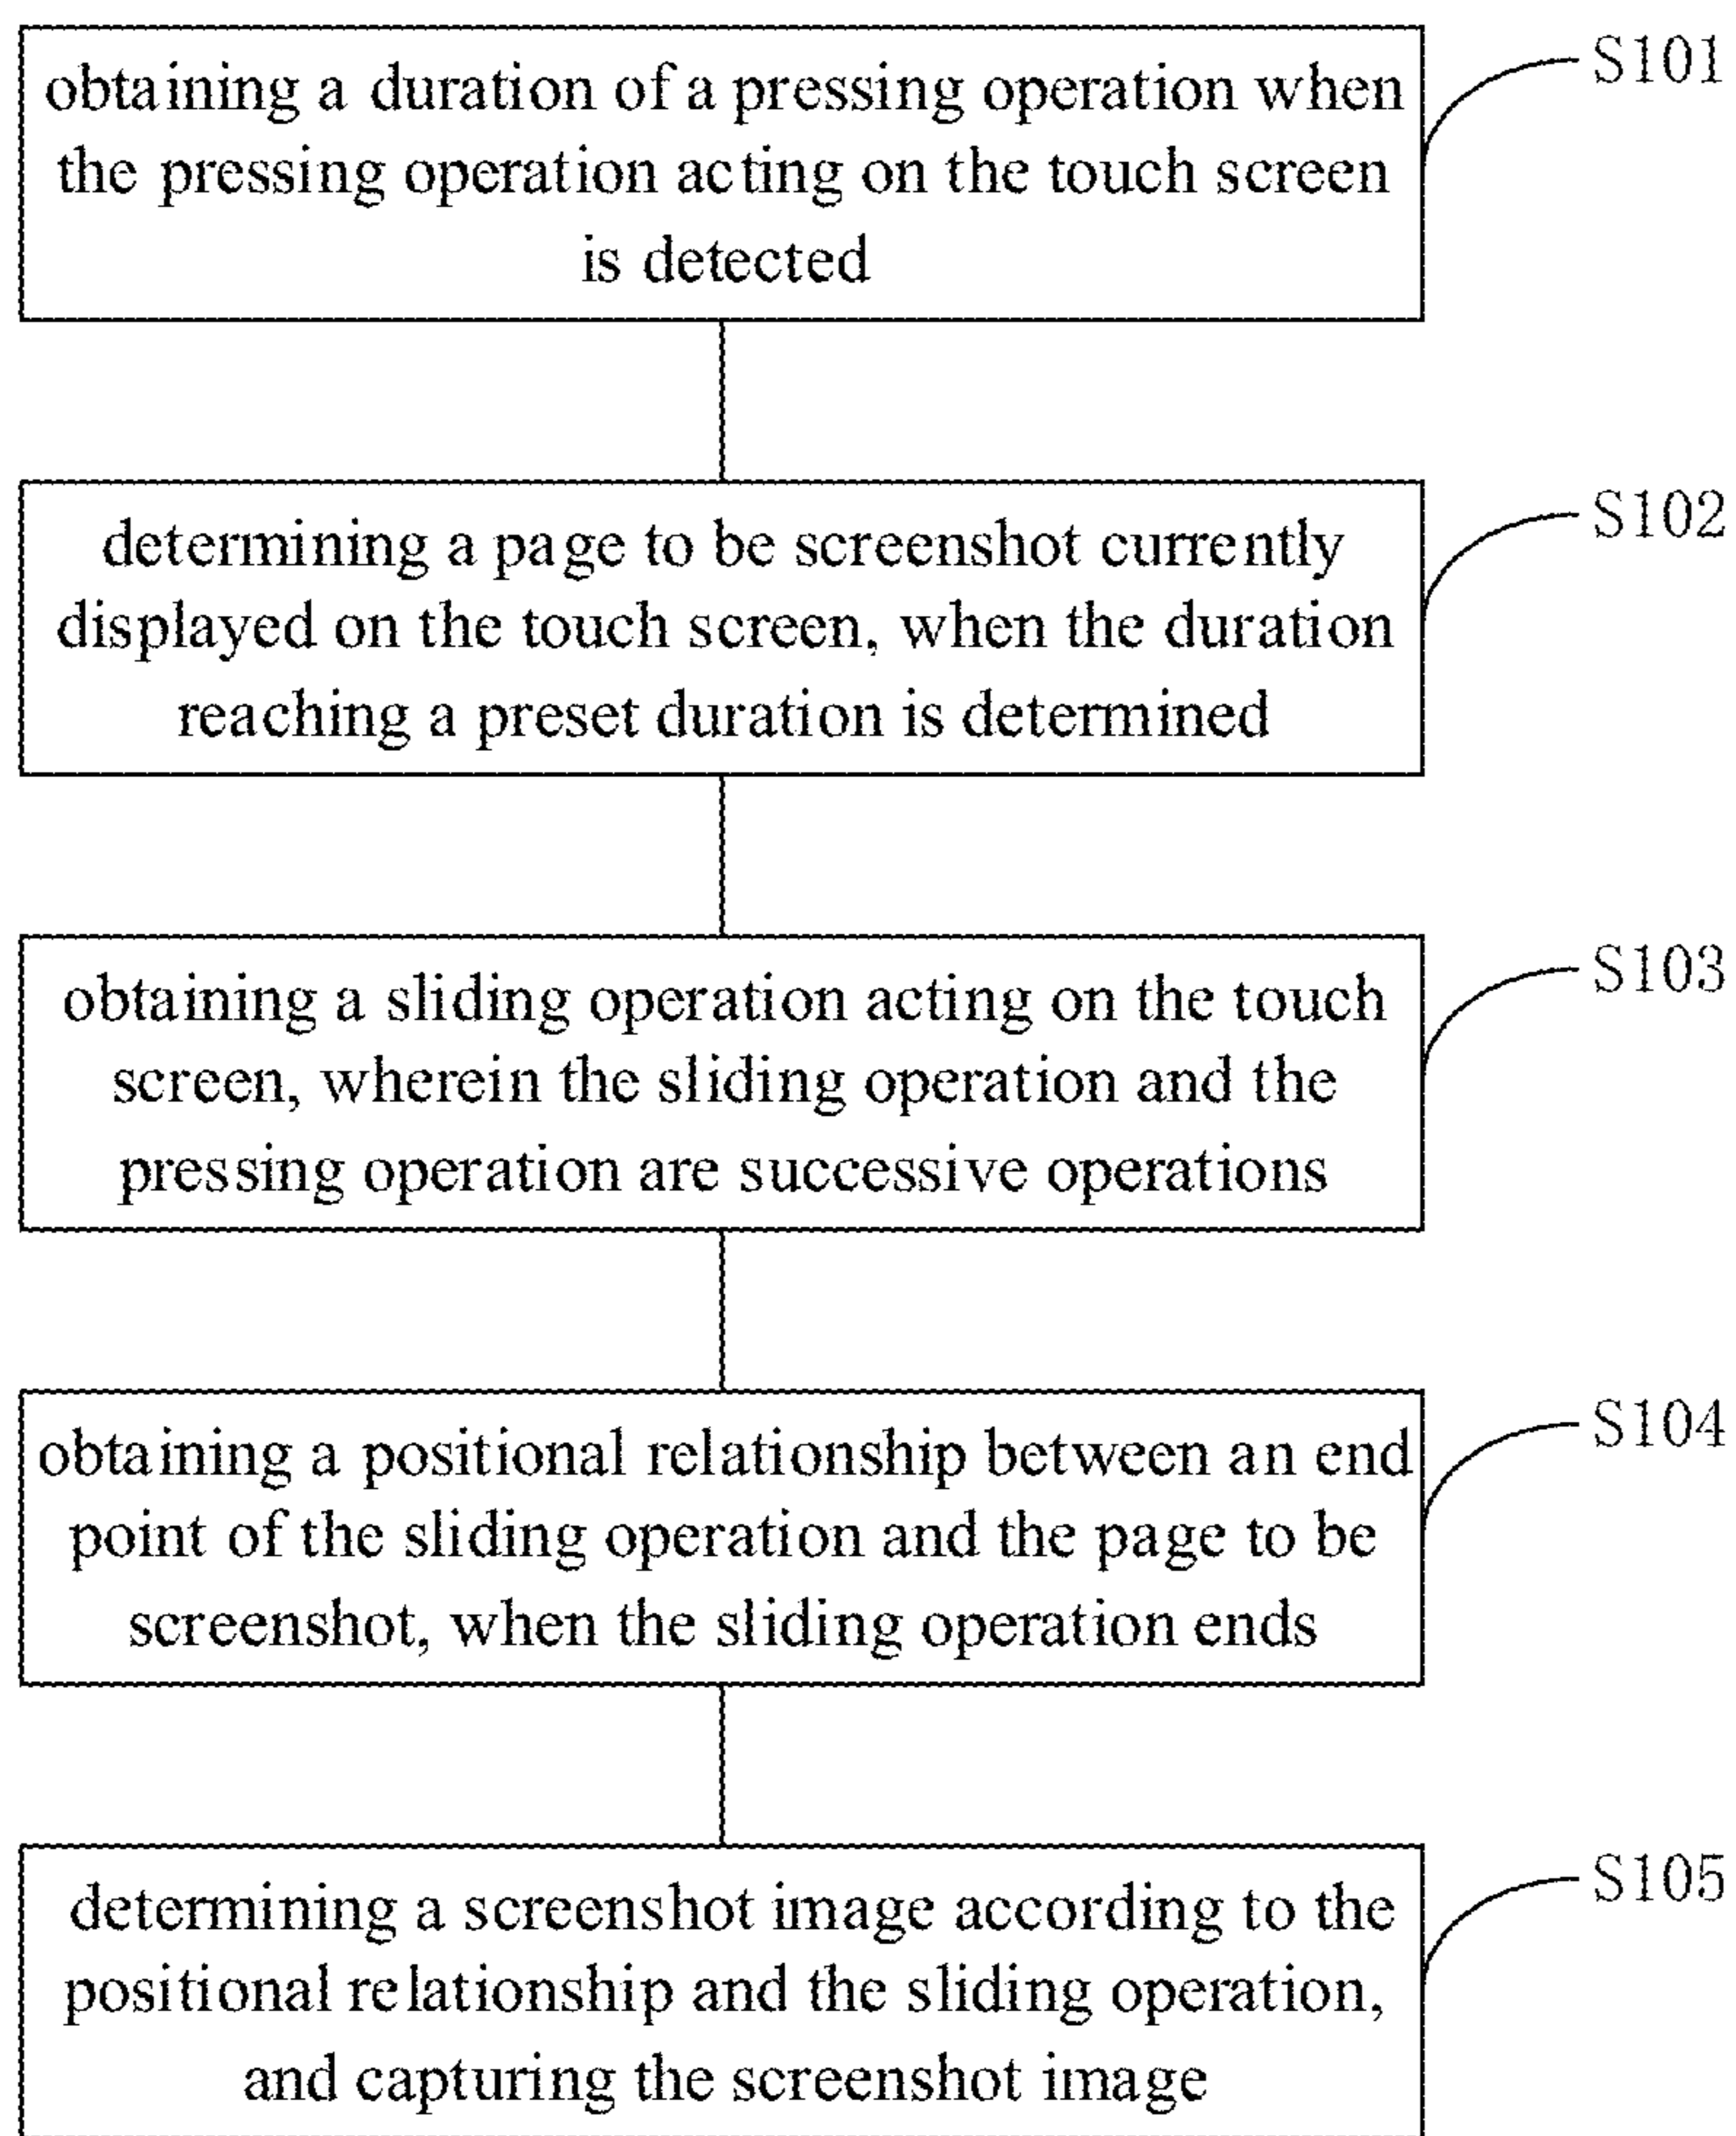 obtaining a duration of a pressing operation when
the pressing operation acting on the touch screen
is detected
S101
determining a page to be screenshot currently
displayed on the touch screen, when the duration
reaching a preset duration is determined
S102
obtaining a sliding operation acting on the touch
screen, wherein the sliding operation and the
pressing operation are successive operations
S103
obtaining a positional relationship between an end
point of the sliding operation and the page to be
screenshot, when the sliding operation ends
S104
determining a screenshot image according to the
positional relationship and the sliding operation,
and capturing the screenshot image
S105